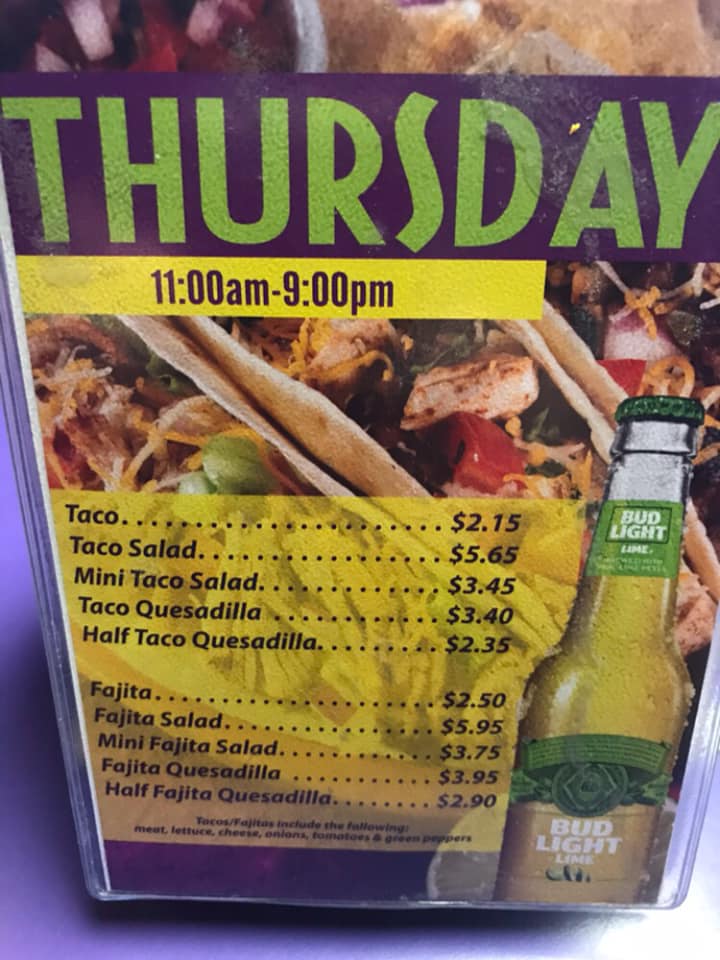 THURSDAY
11:00am-9:00pm
Taco. . . . . . . . . . . . . . . . . . . . . . . $2.15
Taco Salad. . . . . . . . . . . . . . . . . . $5.65
Mini Taco Salad. . . . . . . . . . . . . $3.45
Taco Quesadilla . . . . . . . . . . . . $3.40
Half Taco Quesadilla. . . . . . . . . $2.35
Fajita. . . . . . . . . . . . . . . . . . . . . . $2.50
Fajita Salad. . . . . . . . . . . . . . . . . $5.95
Mini Fajita Salad. . . . . . . . . . . . $3.75
Fajita Quesadilla . . . . . . . . . . . $3.95
Half Fajita Quesadilla. . . . . . . . $2.90
Tacos/Fajitas include the following:
meat, lettuce, cheese, onions, tomatoes & green peppers
BUD
LIGHT
LIME
BUD
LIGHT
LIME